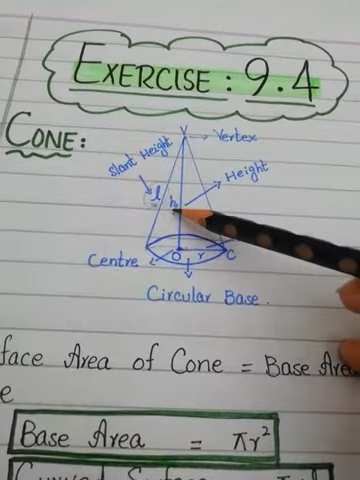 EXERCISE : 9.4
CONE:
V
Vertex
Slant Height
Height
l
h
Centre
O
r
C
Circular Base.
face Area of Cone = Base Area
e
Base Area = πr²